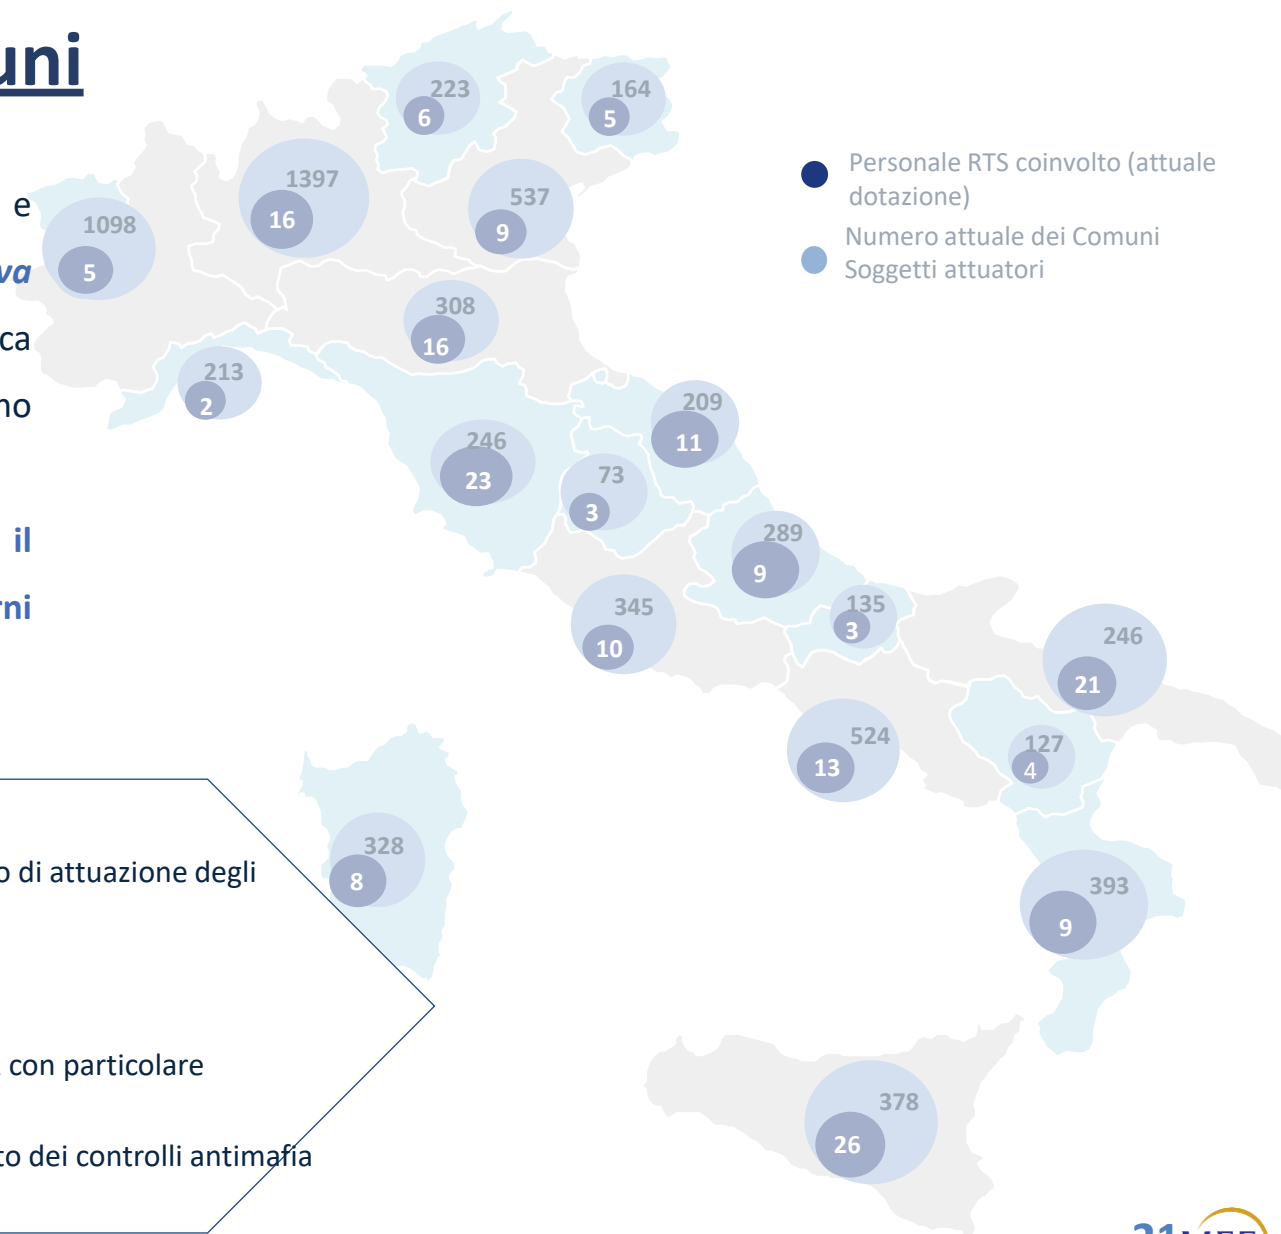 uni
e
va
ca
no
il
rni
Personale RTS coinvolto (attuale
dotazione)
Numero attuale dei Comuni
Soggetti attuatori
223
6
164
5
1397
16
537
9
1098
5
308
16
213
2
209
11
246
23
73
3
289
9
135
3
345
10
246
21
524
13
127
4
328
8
393
9
378
26
o di attuazione degli
con particolare
to dei controlli antimafia
21